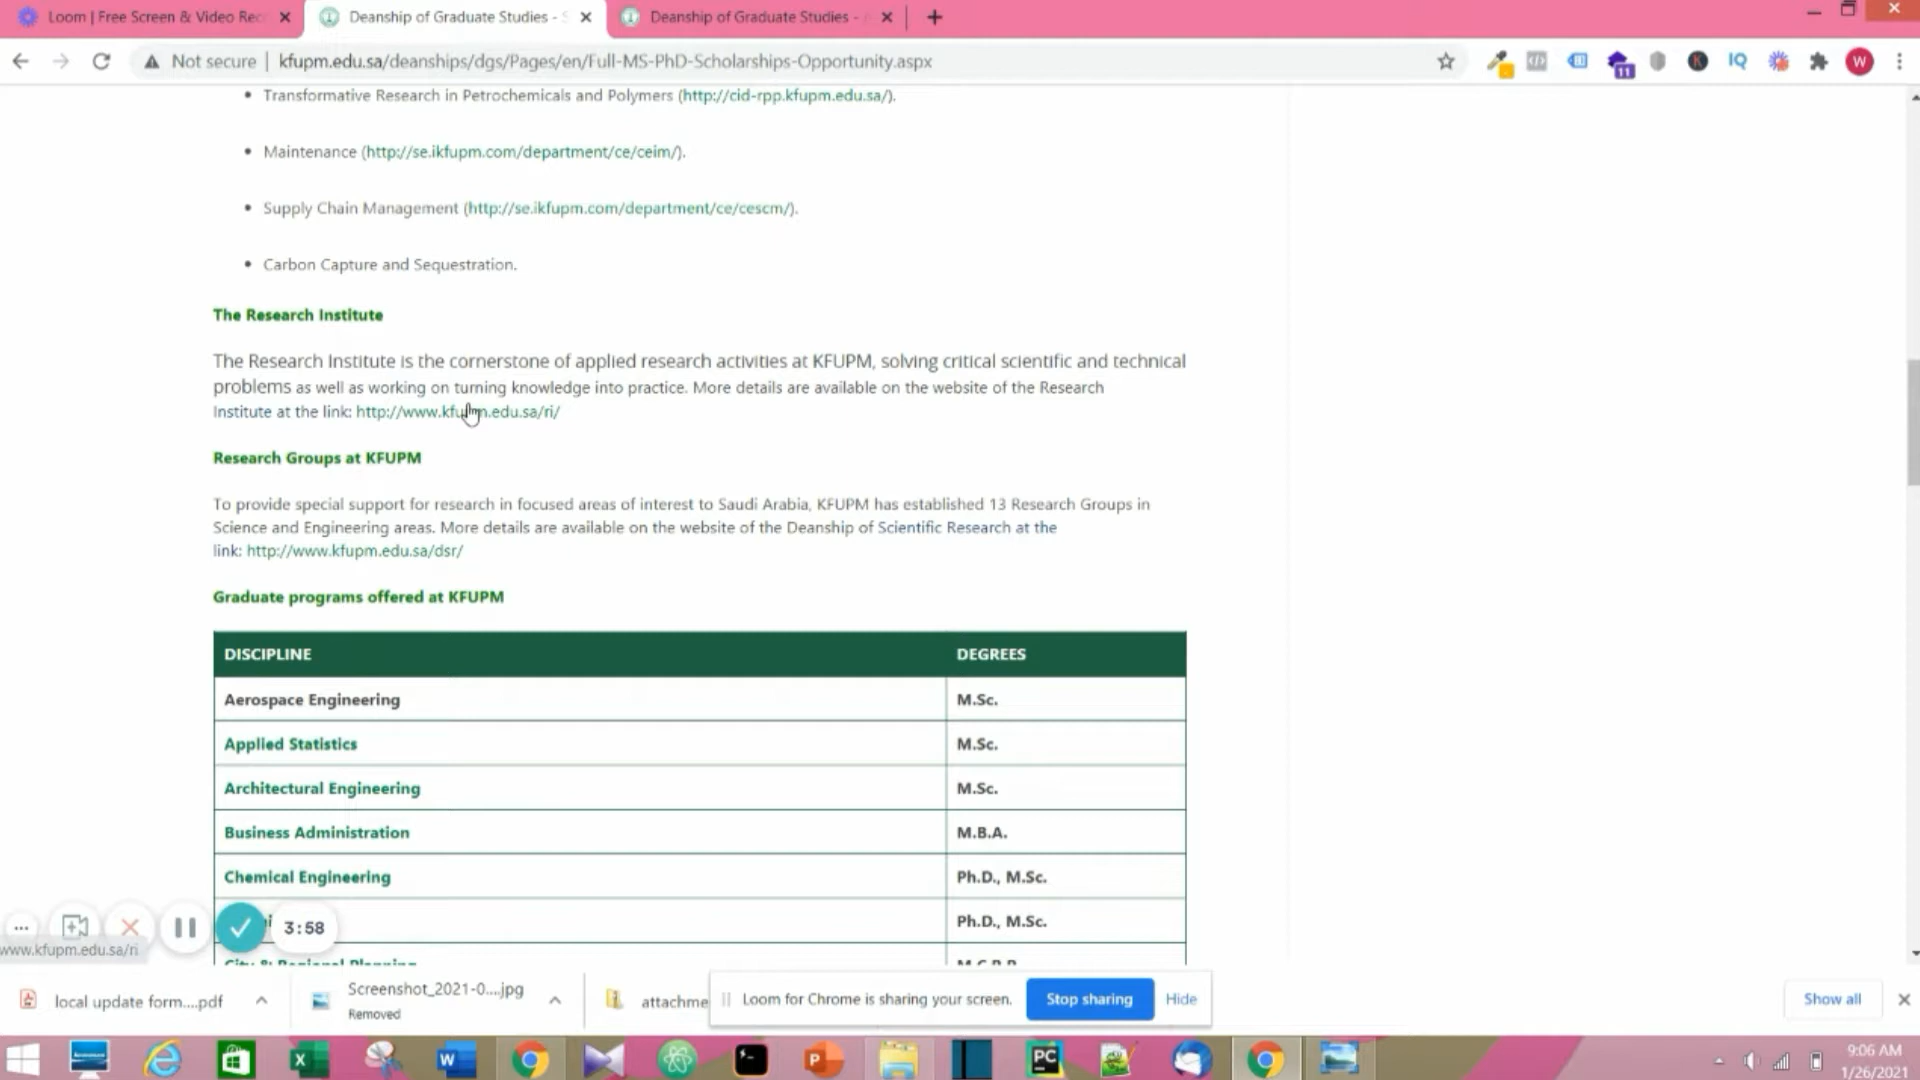 Loom | Free Screen & Video Rec
Deanship of Graduate Studies -
Deanship of Graduate Studies -
Not secure | kfupm.edu.sa/deanships/dgs/Pages/en/Full-MS-PhD-Scholarships-Opportunity.aspx
11
IQ
K
W
• Transformative Research in Petrochemicals and Polymers (http://cid-rpp.kfupm.edu.sa/).
• Maintenance (http://se.ikfupm.com/department/ce/ceim/).
• Supply Chain Management (http://se.ikfupm.com/department/ce/cescm/).
• Carbon Capture and Sequestration.
The Research Institute
The Research Institute is the cornerstone of applied research activities at KFUPM, solving critical scientific and technical
problems as well as working on turning knowledge into practice. More details are available on the website of the Research
Institute at the link: http://www.kfupm.edu.sa/ri/
Research Groups at KFUPM
To provide special support for research in focused areas of interest to Saudi Arabia, KFUPM has established 13 Research Groups in
Science and Engineering areas. More details are available on the website of the Deanship of Scientific Research at the
link: http://www.kfupm.edu.sa/dsr/
Graduate programs offered at KFUPM
DISCIPLINE DEGREES
Aerospace Engineering M.Sc.
Applied Statistics M.Sc.
Architectural Engineering M.Sc.
Business Administration M.B.A.
Chemical Engineering Ph.D., M.Sc.
Ph.D., M.Sc.
3:58
www.kfupm.edu.sa/ri
City & Regional Planning M.C.R.P.
local update form....pdf
Screenshot_2021-0....jpg
Removed
attachme
Loom for Chrome is sharing your screen.
Stop sharing
Hide
Show all
9:06 AM
1/26/2021